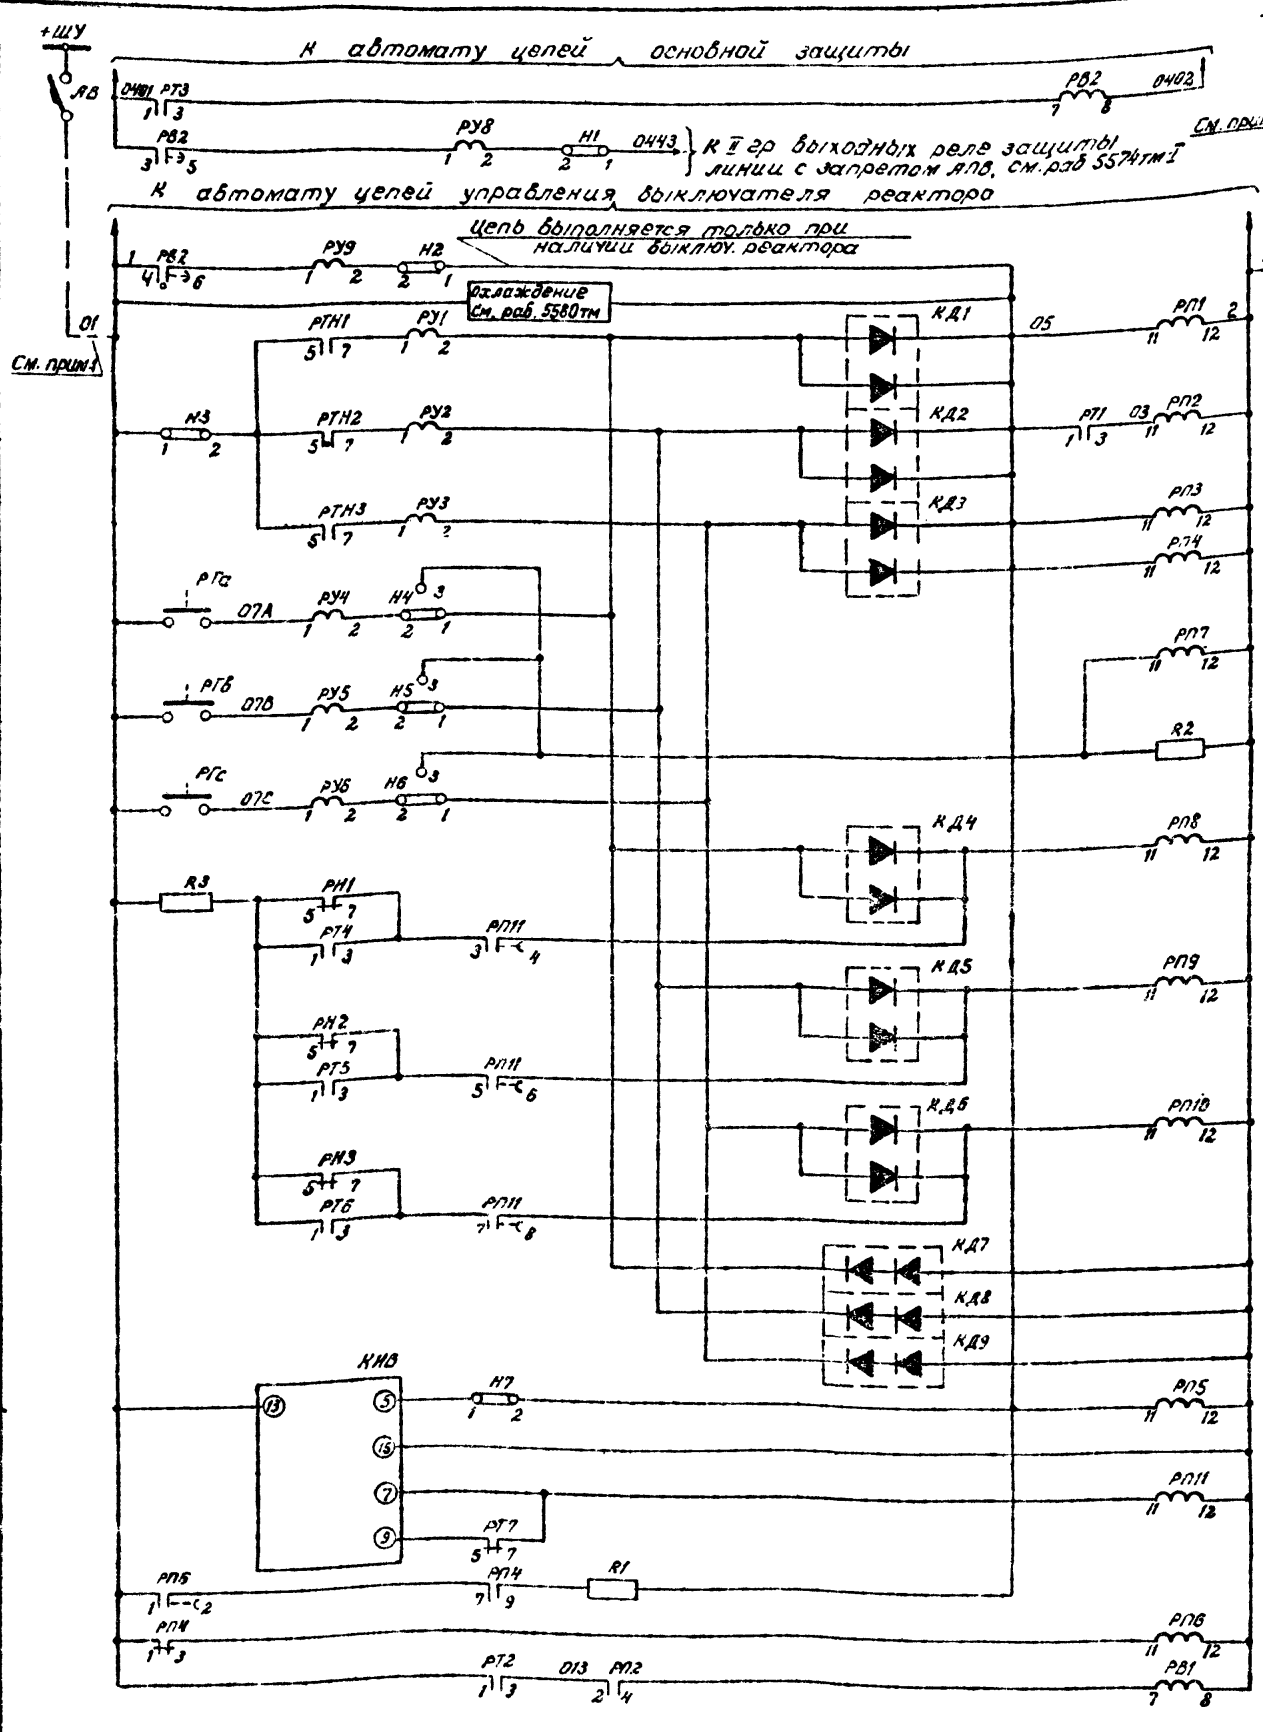 +ШУ
К автомату цепей основной защиты
АВ
0401 РТ3
1 3
РВ2
7 8
0402
РВ2
3 5
РУ8
1 2
Н1
2 1
0443
К II гр выходных реле защиты
линии с запретом АПВ, см. раб 5574тм-I
См. прим
К автомату цепей управления выключателя реактора
Цепь выполняется только при
наличии выключ. реактора
1 РВ2
4 6
РУ9
1 2
Н2
2 1
Охлаждение
См. раб. 5580тм
01
См. прим 1
РТН1
5 7
РУ1
1 2
КД1
05
РП1
11 12
2
Н3
1 2
РТН2
5 7
РУ2
1 2
КД2
РТ1
1 3
03
РП2
11 12
РТН3
5 7
РУ3
1 2
КД3
РП3
11 12
РП4
11 12
РГа
07А
РУ4
1 2
Н4
3
2 1
РП7
11 12
РГв
07В
РУ5
1 2
Н5
3
2 1
R2
РГс
07С
РУ6
1 2
Н6
3
2 1
КД4
РП8
11 12
R3
РН1
5 7
РТ4
1 3
РП11
3 4
КД5
РП9
11 12
РН2
5 7
РТ5
1 3
РП11
5 6
КД6
РП10
11 12
РН3
5 7
РТ6
1 3
РП11
7 8
КД7
КД8
КД9
КИВ
13
5
Н7
1 2
РП5
11 12
15
7
РП11
11 12
9
РТ7
5 7
РП5
1 2
РП4
7 9
R1
РП4
1 3
РП6
11 12
РТ2
1 3
013
РП2
2 4
РВ1
7 8